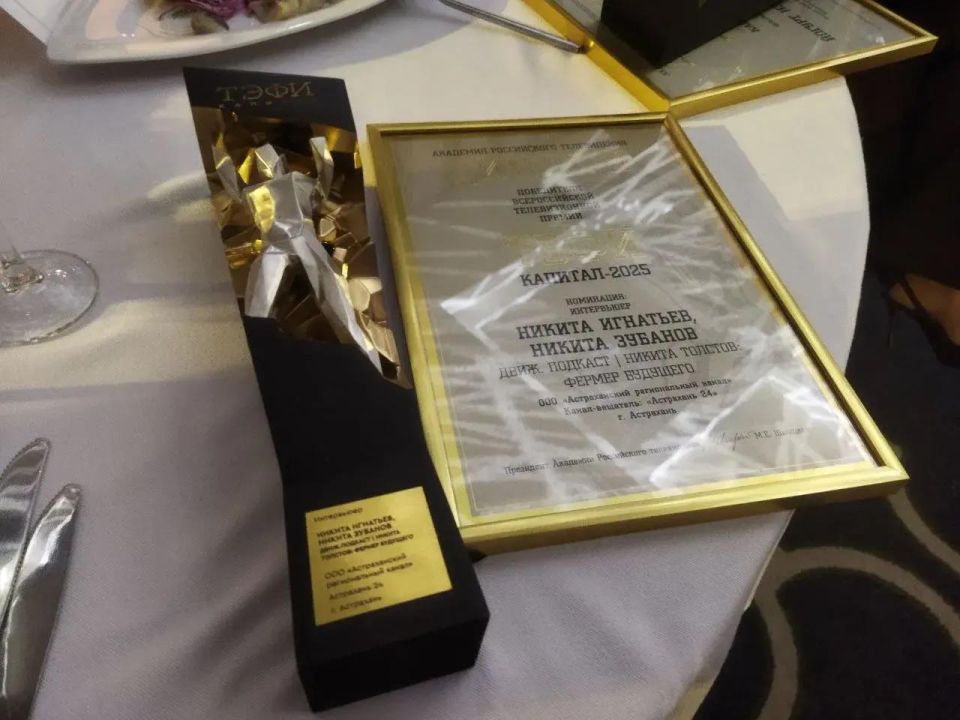 ТЭФИ
Интервьюер
НИКИТА ИГНАТЬЕВ,
НИКИТА ЗУБАНОВ
ДВИЖ. ПОДКАСТ | НИКИТА
ТОЛСТОВ: ФЕРМЕР БУДУЩЕГО
ООО «Астраханский
региональный канал»
Астрахань 24
г. Астрахань
АКАДЕМИЯ РОССИЙСКОГО ТЕЛЕВИДЕНИЯ
ВСЕРОССИЙСКОЙ
ТЕЛЕВИЗИОННОЙ
ПРЕМИИ
КАПИТАЛ-2025
НОМИНАЦИЯ:
ИНТЕРВЬЮЕР
НИКИТА ИГНАТЬЕВ,
НИКИТА ЗУБАНОВ
ДВИЖ. ПОДКАСТ | НИКИТА ТОЛСТОВ:
ФЕРМЕР БУДУЩЕГО
ООО «Астраханский региональный канал»
Канал-вещатель: «Астрахань 24»
г. Астрахань
Президент Академии Российского телевидения М.Е.